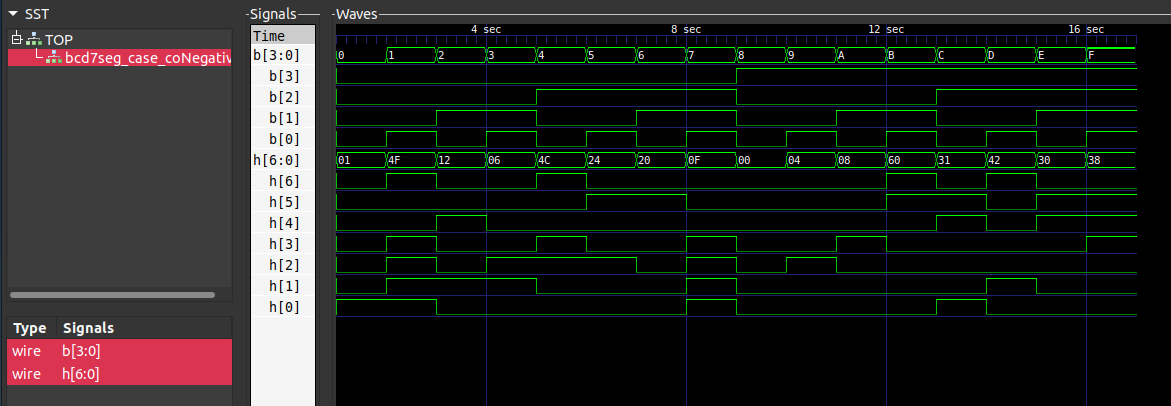 SST
TOP
bcd7seg_case_coNegativ
Type Signals
wire b[3:0]
wire h[6:0]
Signals
Time
b[3:0]
b[3]
b[2]
b[1]
b[0]
h[6:0]
h[6]
h[5]
h[4]
h[3]
h[2]
h[1]
h[0]
Waves
4 sec 8 sec 12 sec 16 sec
0 1 2 3 4 5 6 7 8 9 A B C D E F
01 4F 12 06 4C 24 20 0F 00 04 08 60 31 42 30 38